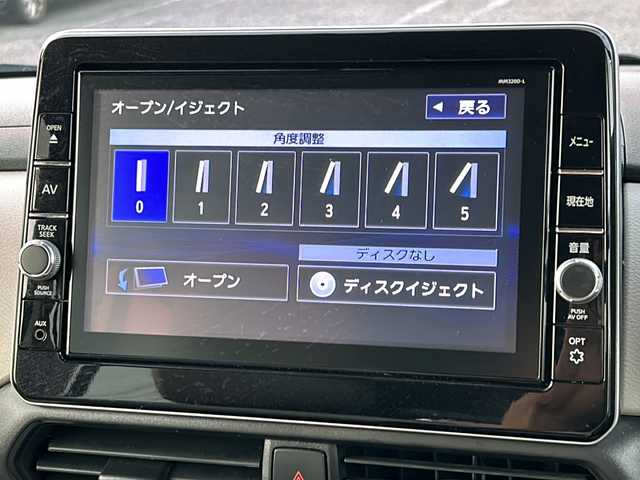 MM320D-L
オープン/イジェクト
◀ 戻る
角度調整
0 1 2 3 4 5
ディスクなし
オープン
ディスクイジェクト
OPEN
AV
TRACK
SEEK
PUSH
SOURCE
AUX
メニュー
現在地
音量
PUSH
AV OFF
OPT